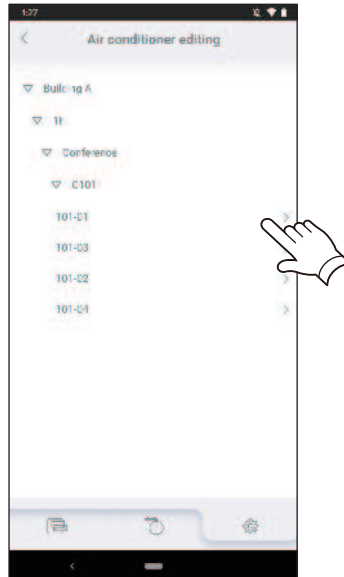 1:27
Air conditioner editing
Building A
1F
Conference
C101
101-01
101-03
101-02
101-04